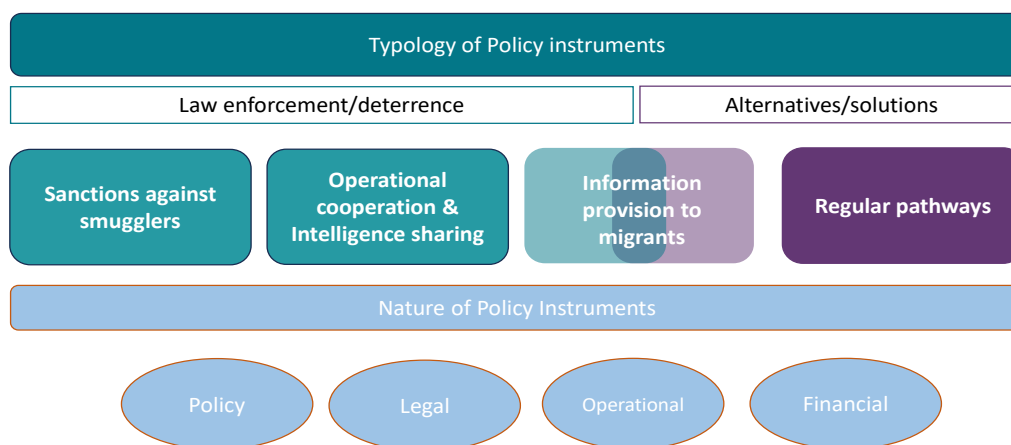 Typology of Policy instruments
Law enforcement/deterrence
Alternatives/solutions
Sanctions against
smugglers
Operational
cooperation &
Intelligence sharing
Information
provision to
migrants
Regular pathways
Nature of Policy Instruments
Policy
Legal
Operational
Financial